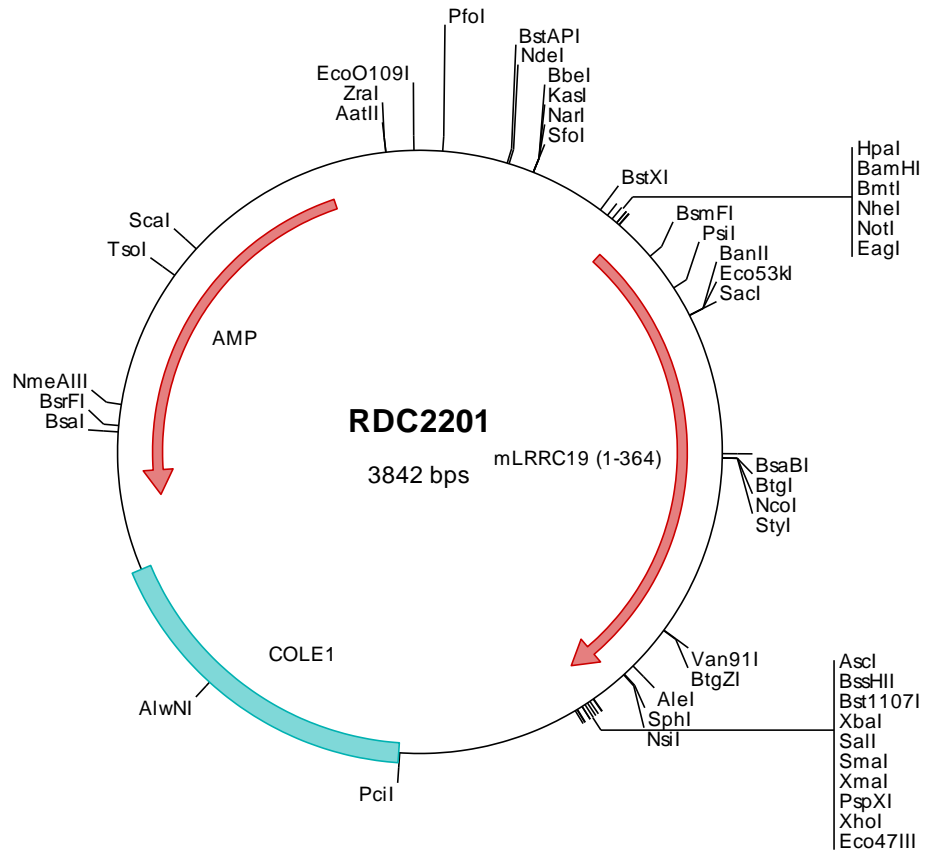 PfoI
BstAPI
NdeI
EcoO109I
ZraI
AatII
BbeI
KasI
NarI
SfoI
BstXI
HpaI
BamHI
BmtI
NheI
NotI
EagI
BsmFI
PsiI
BanII
Eco53kI
SacI
ScaI
TsoI
AMP
NmeAIII
BsrFI
BsaI
RDC2201
3842 bps
mLRRC19 (1-364)
BsaBI
BtgI
NcoI
StyI
COLE1
AlwNI
PciI
Van91I
BtgZI
AleI
SphI
NsiI
AscI
BssHII
Bst1107I
XbaI
SalI
SmaI
XmaI
PspXI
XhoI
Eco47III